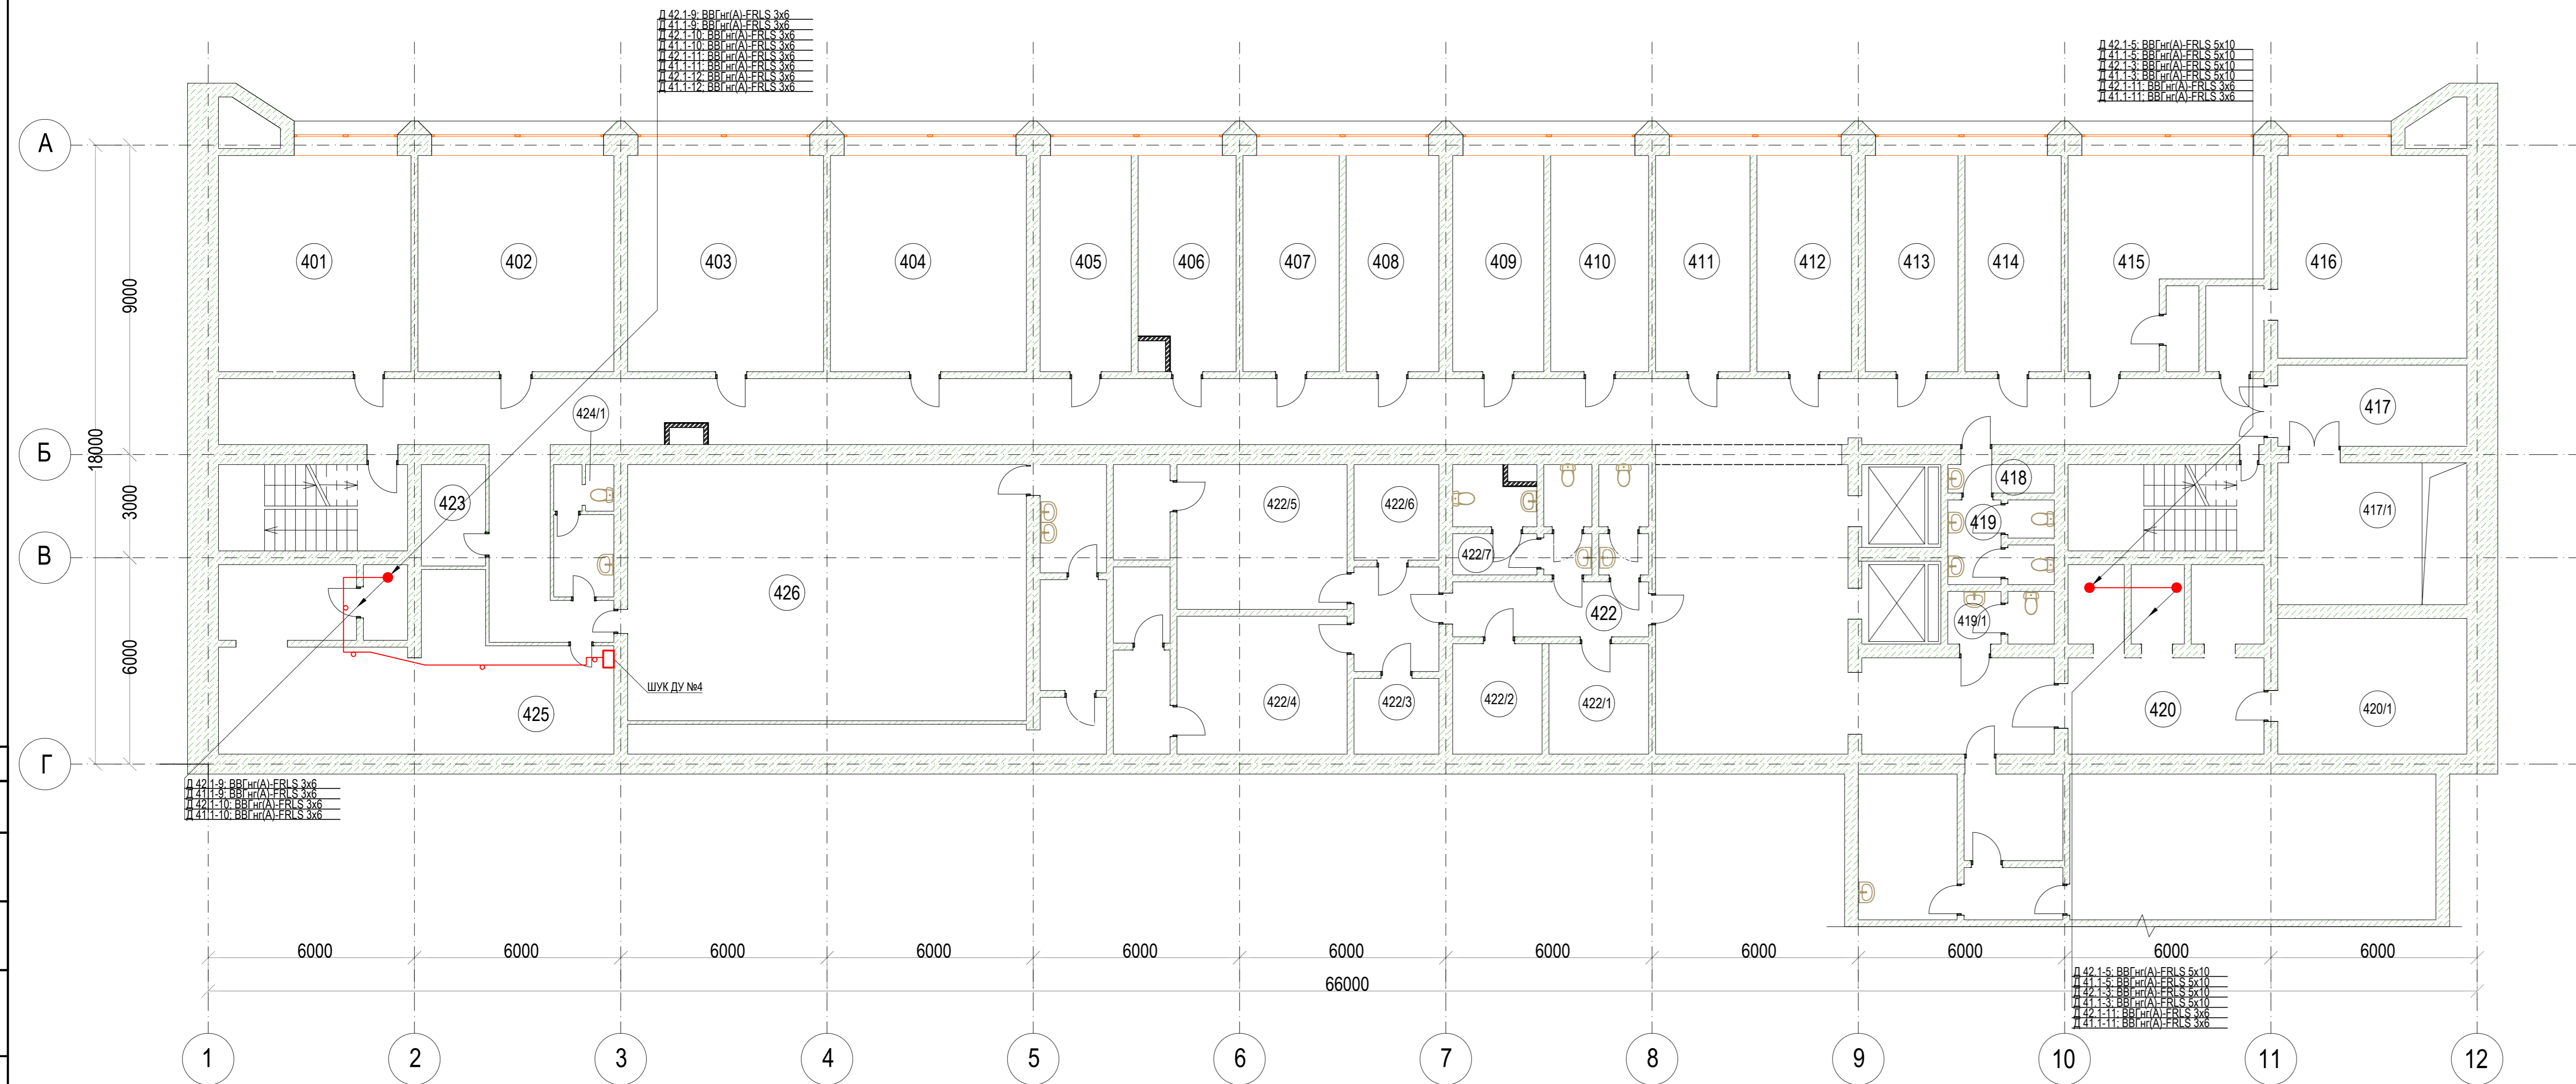 Д 42.1-9; ВВГнг(А)-FRLS 3х6
Д 41.1-9; ВВГнг(А)-FRLS 3х6
Д 42.1-10; ВВГнг(А)-FRLS 3х6
Д 41.1-10; ВВГнг(А)-FRLS 3х6
Д 42.1-11; ВВГнг(А)-FRLS 3х6
Д 41.1-11; ВВГнг(А)-FRLS 3х6
Д 42.1-12; ВВГнг(А)-FRLS 3х6
Д 41.1-12; ВВГнг(А)-FRLS 3х6
Д 42.1-5; ВВГнг(А)-FRLS 5х10
Д 41.1-5; ВВГнг(А)-FRLS 5х10
Д 42.1-3; ВВГнг(А)-FRLS 5х10
Д 41.1-3; ВВГнг(А)-FRLS 5х10
Д 42.1-11; ВВГнг(А)-FRLS 3х6
Д 41.1-11; ВВГнг(А)-FRLS 3х6
А
401
402
403
404
405
406
407
408
409
410
411
412
413
414
415
416
9000
18000
424/1
417
Б
3000
423
422/5
422/6
418
419
417/1
В
422/7
426
422
419/1
6000
ШУК ДУ №4
425
422/4
422/3
422/2
422/1
420
420/1
Г
Д 42.1-9; ВВГнг(А)-FRLS 3х6
Д 41.1-9; ВВГнг(А)-FRLS 3х6
Д 42.1-10; ВВГнг(А)-FRLS 3х6
Д 41.1-10; ВВГнг(А)-FRLS 3х6
6000
6000
6000
6000
6000
6000
6000
6000
6000
6000
6000
66000
Д 42.1-5; ВВГнг(А)-FRLS 5х10
Д 41.1-5; ВВГнг(А)-FRLS 5х10
Д 42.1-3; ВВГнг(А)-FRLS 5х10
Д 41.1-3; ВВГнг(А)-FRLS 5х10
Д 42.1-11; ВВГнг(А)-FRLS 3х6
Д 41.1-11; ВВГнг(А)-FRLS 3х6
1
2
3
4
5
6
7
8
9
10
11
12